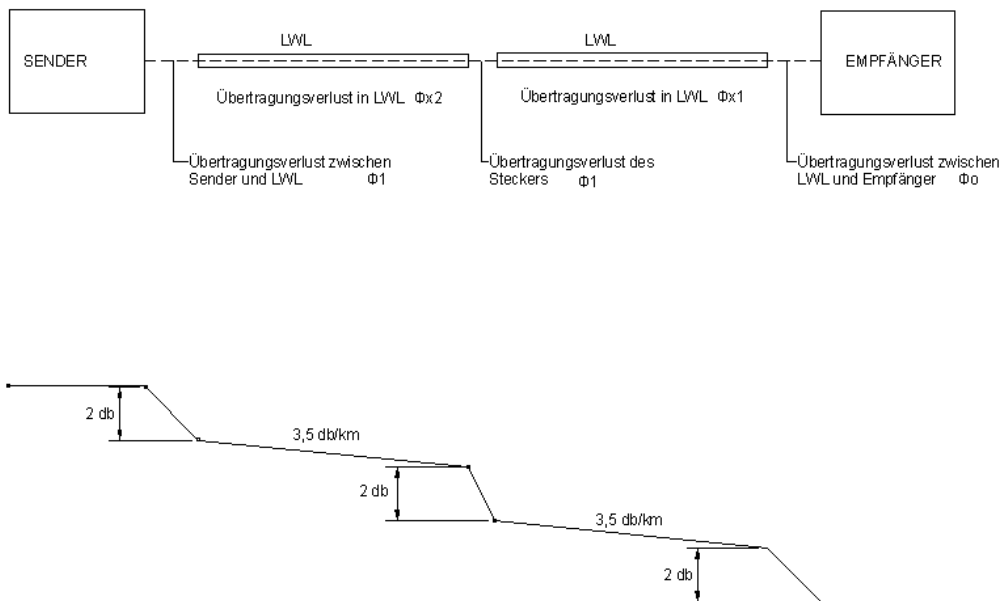 LWL
LWL
SENDER
EMPFÄNGER
Übertragungsverlust in LWL Φx2
Übertragungsverlust in LWL Φx1
Übertragungsverlust zwischen
Sender und LWL Φ1
Übertragungsverlust des
Steckers Φ1
Übertragungsverlust zwischen
LWL und Empfänger Φo
2 db
3,5 db/km
2 db
3,5 db/km
2 db